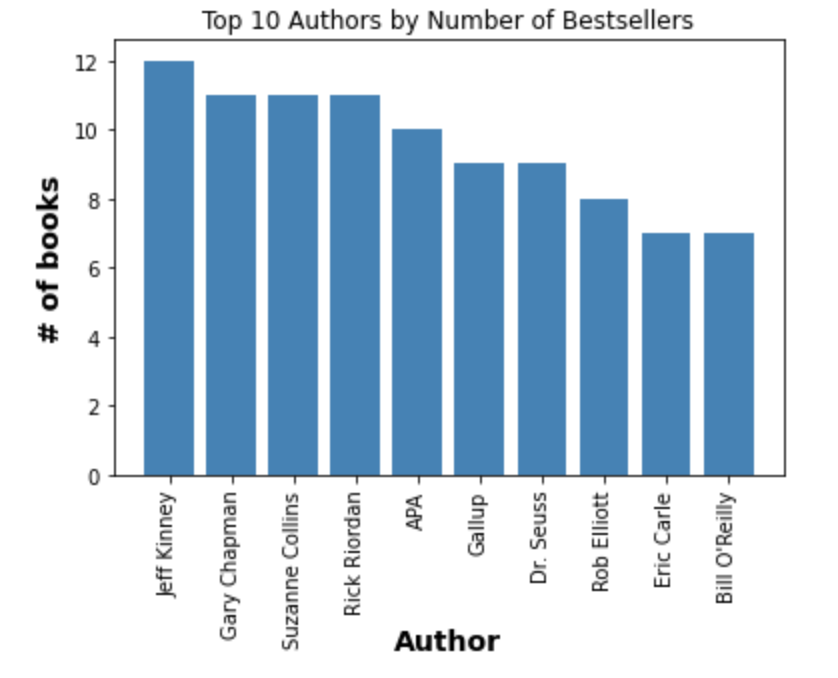 Top 10 Authors by Number of Bestsellers
# of books
12
10
8
6
4
2
0
Jeff Kinney
Gary Chapman
Suzanne Collins
Rick Riordan
APA
Gallup
Dr. Seuss
Rob Elliott
Eric Carle
Bill O'Reilly
Author